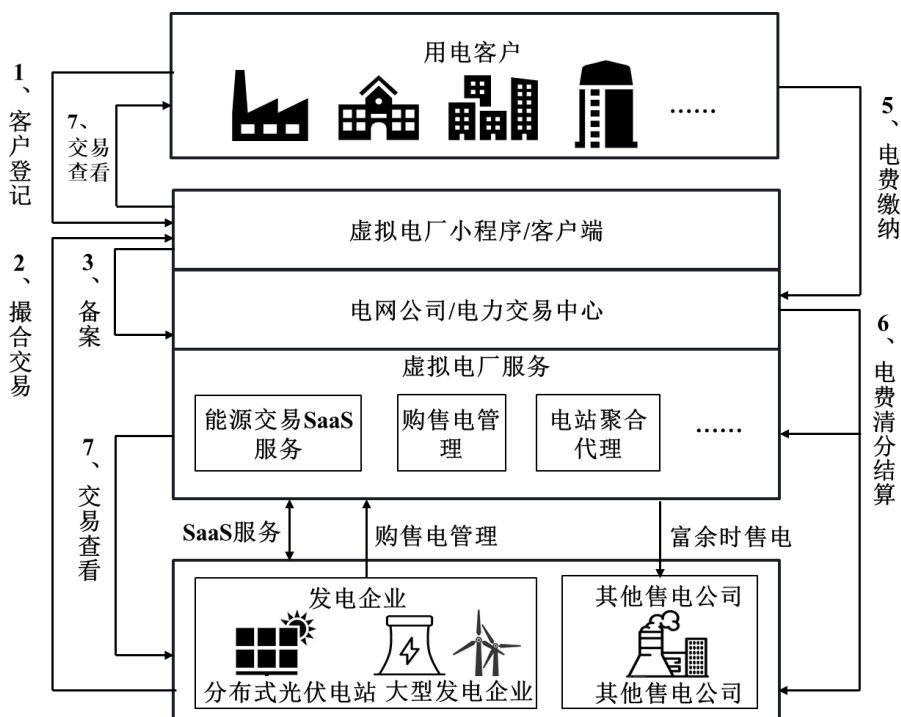 用电客户
……
1、客户登记
7、
交易
查看
5、电费缴纳
虚拟电厂小程序/客户端
2、撮合交易
3、备案
电网公司/电力交易中心
6、电费清分结算
虚拟电厂服务
能源交易SaaS
服务
购售电管
理
电站聚合
代理
……
7、交易查看
SaaS服务
购售电管理
富余时售电
发电企业
其他售电公司
分布式光伏电站
大型发电企业
其他售电公司